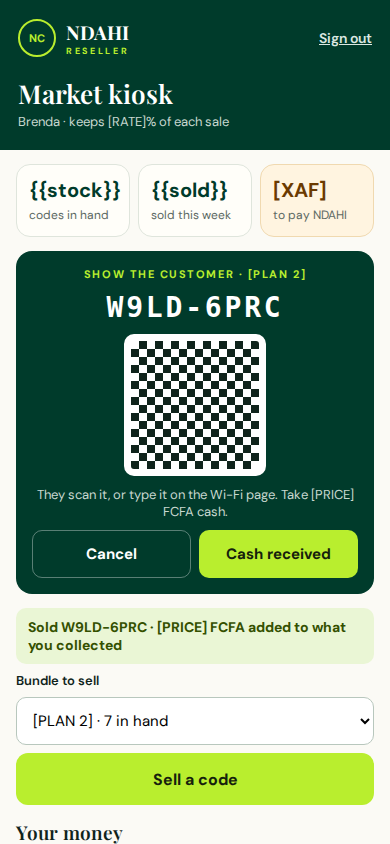 NC
NDAHI
RESELLER
Sign out
Market kiosk
Brenda · keeps [RATE]% of each sale
{{stock}}
codes in hand
{{sold}}
sold this week
[XAF]
to pay NDAHI
SHOW THE CUSTOMER · [PLAN 2]
W9LD-6PRC
They scan it, or type it on the Wi-Fi page. Take [PRICE]
FCFA cash.
Cancel
Cash received
Sold W9LD-6PRC · [PRICE] FCFA added to what
you collected
Bundle to sell
[PLAN 2] · 7 in hand
Sell a code
Your money